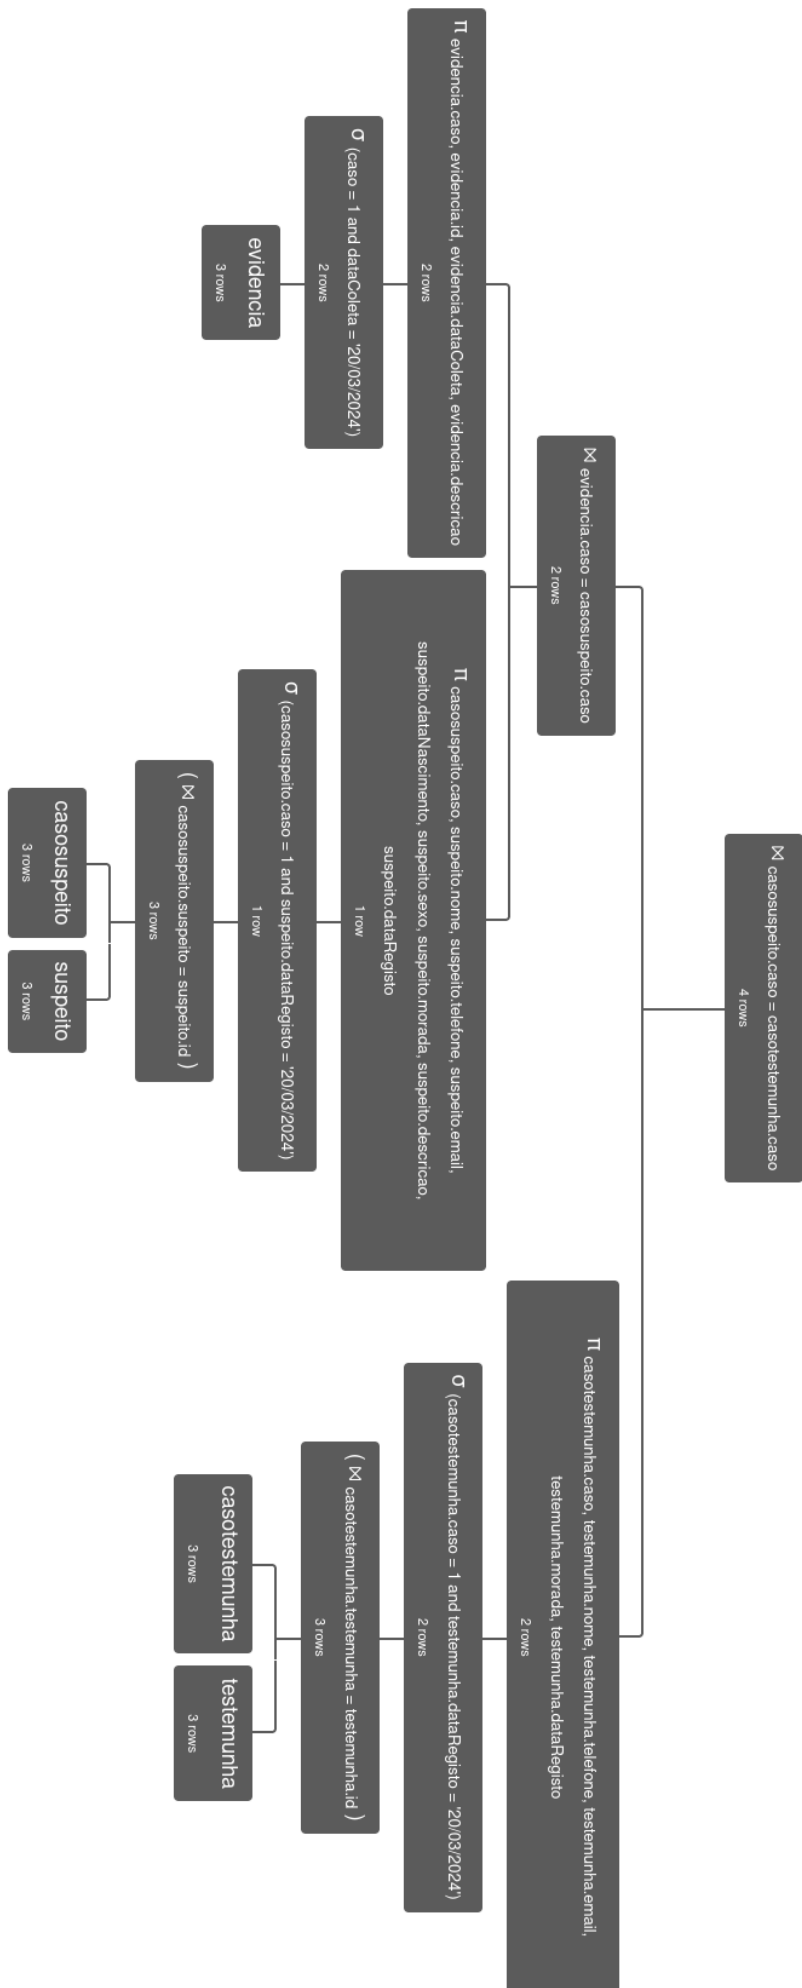 ⋈ casosuspeito.caso = casotestemunha.caso
4 rows
⋈ evidencia.caso = casosuspeito.caso
2 rows
π evidencia.caso, evidencia.id, evidencia.dataColeta, evidencia.descricao
2 rows
σ (caso = 1 and dataColeta = '20/03/2024')
2 rows
evidencia
3 rows
π casosuspeito.caso, suspeito.nome, suspeito.telefone, suspeito.email,
suspeito.dataNascimento, suspeito.sexo, suspeito.morada, suspeito.descricao,
suspeito.dataRegisto
1 row
σ (casosuspeito.caso = 1 and suspeito.dataRegisto = '20/03/2024')
1 row
( ⋈ casosuspeito.suspeito = suspeito.id )
3 rows
casosuspeito
3 rows
suspeito
3 rows
π casotestemunha.caso, testemunha.nome, testemunha.telefone, testemunha.email,
testemunha.morada, testemunha.dataRegisto
2 rows
σ (casotestemunha.caso = 1 and testemunha.dataRegisto = '20/03/2024')
2 rows
( ⋈ casotestemunha.testemunha = testemunha.id )
3 rows
casotestemunha
3 rows
testemunha
3 rows